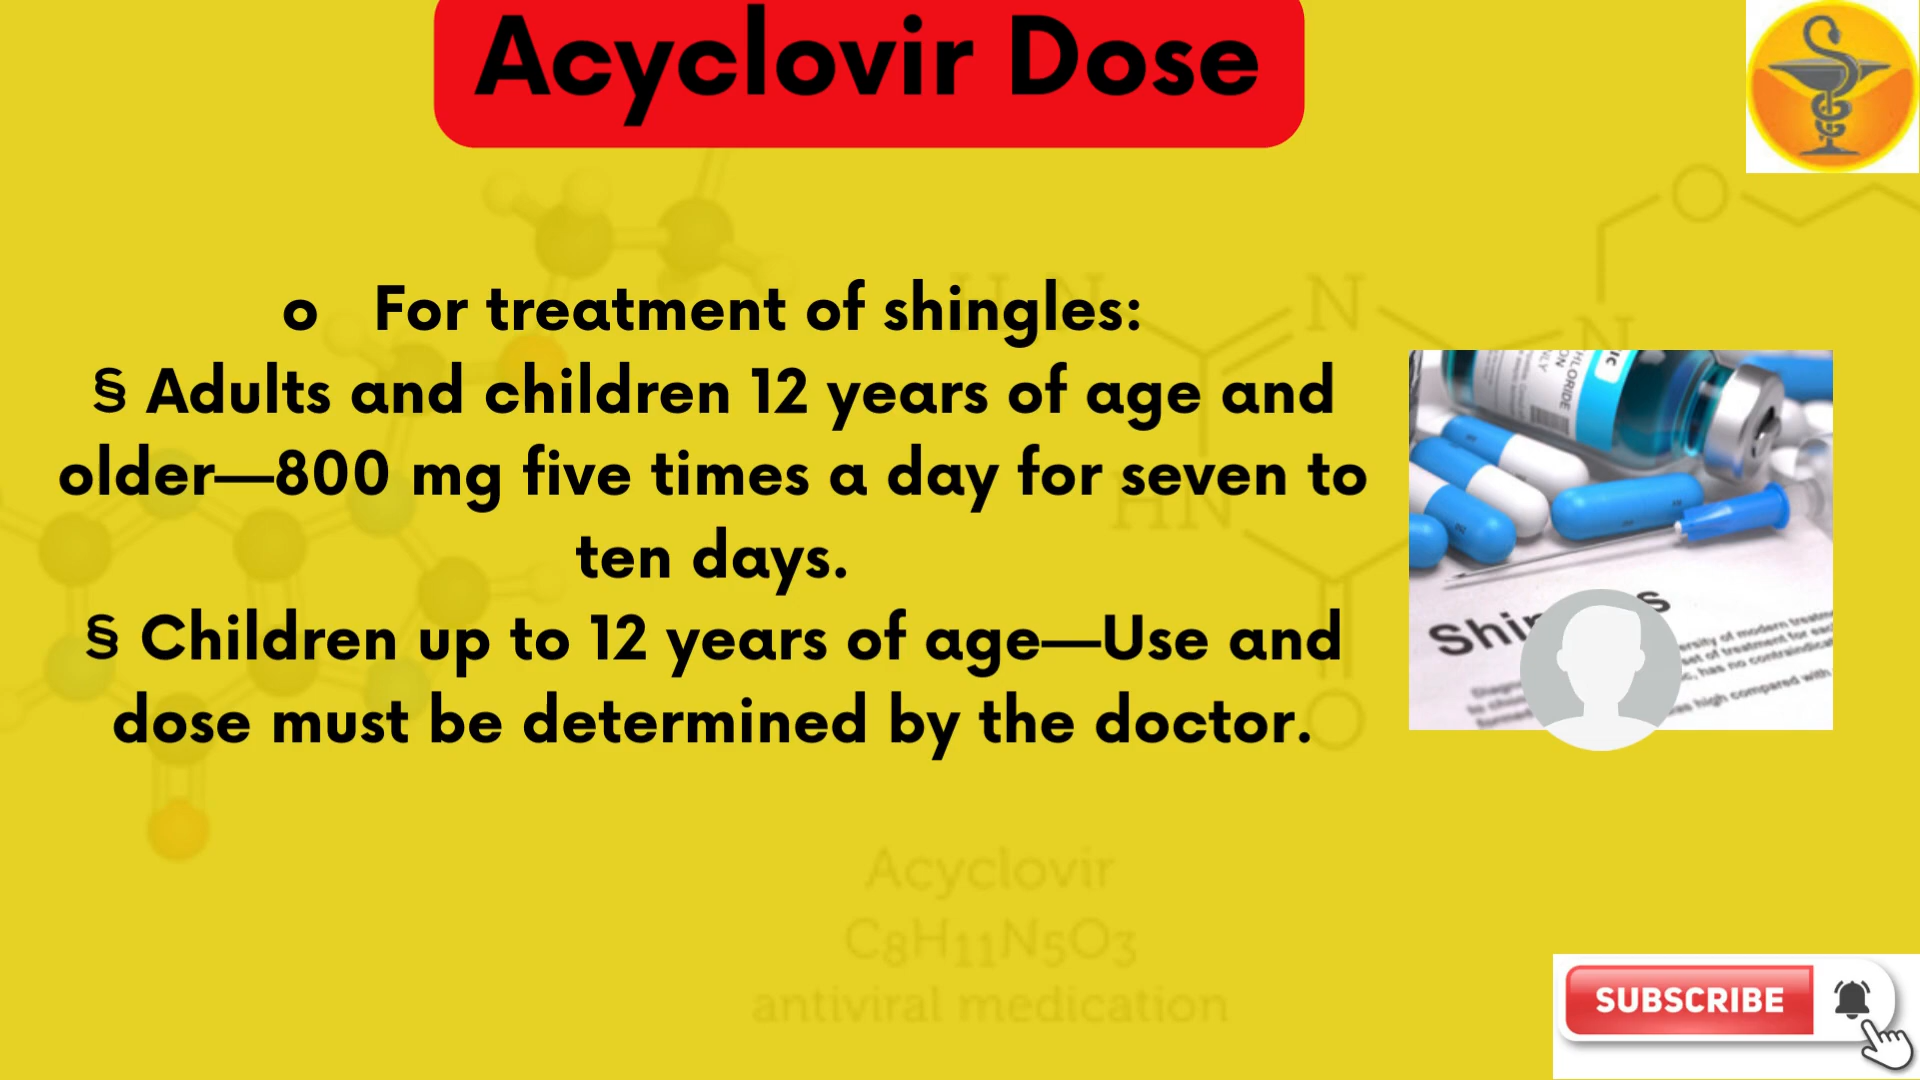 Acyclovir Dose
o For treatment of shingles:
§ Adults and children 12 years of age and
older—800 mg five times a day for seven to
ten days.
§ Children up to 12 years of age—Use and
dose must be determined by the doctor.
N
N
HN
O
O
Acyclovir
C8H11N5O3
antiviral medication
SUBSCRIBE